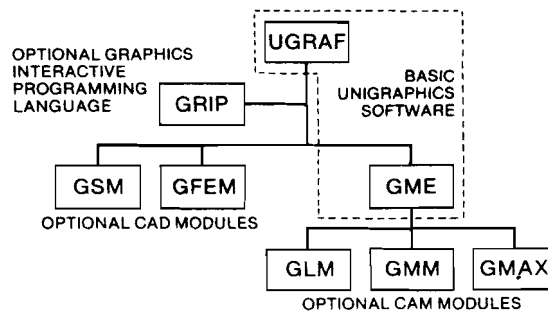 UGRAF
OPTIONAL GRAPHICS
INTERACTIVE
PROGRAMMING
LANGUAGE
GRIP
BASIC
UNIGRAPHICS
SOFTWARE
GSM GFEM GME
OPTIONAL CAD MODULES
GLM GMM GMAX
OPTIONAL CAM MODULES